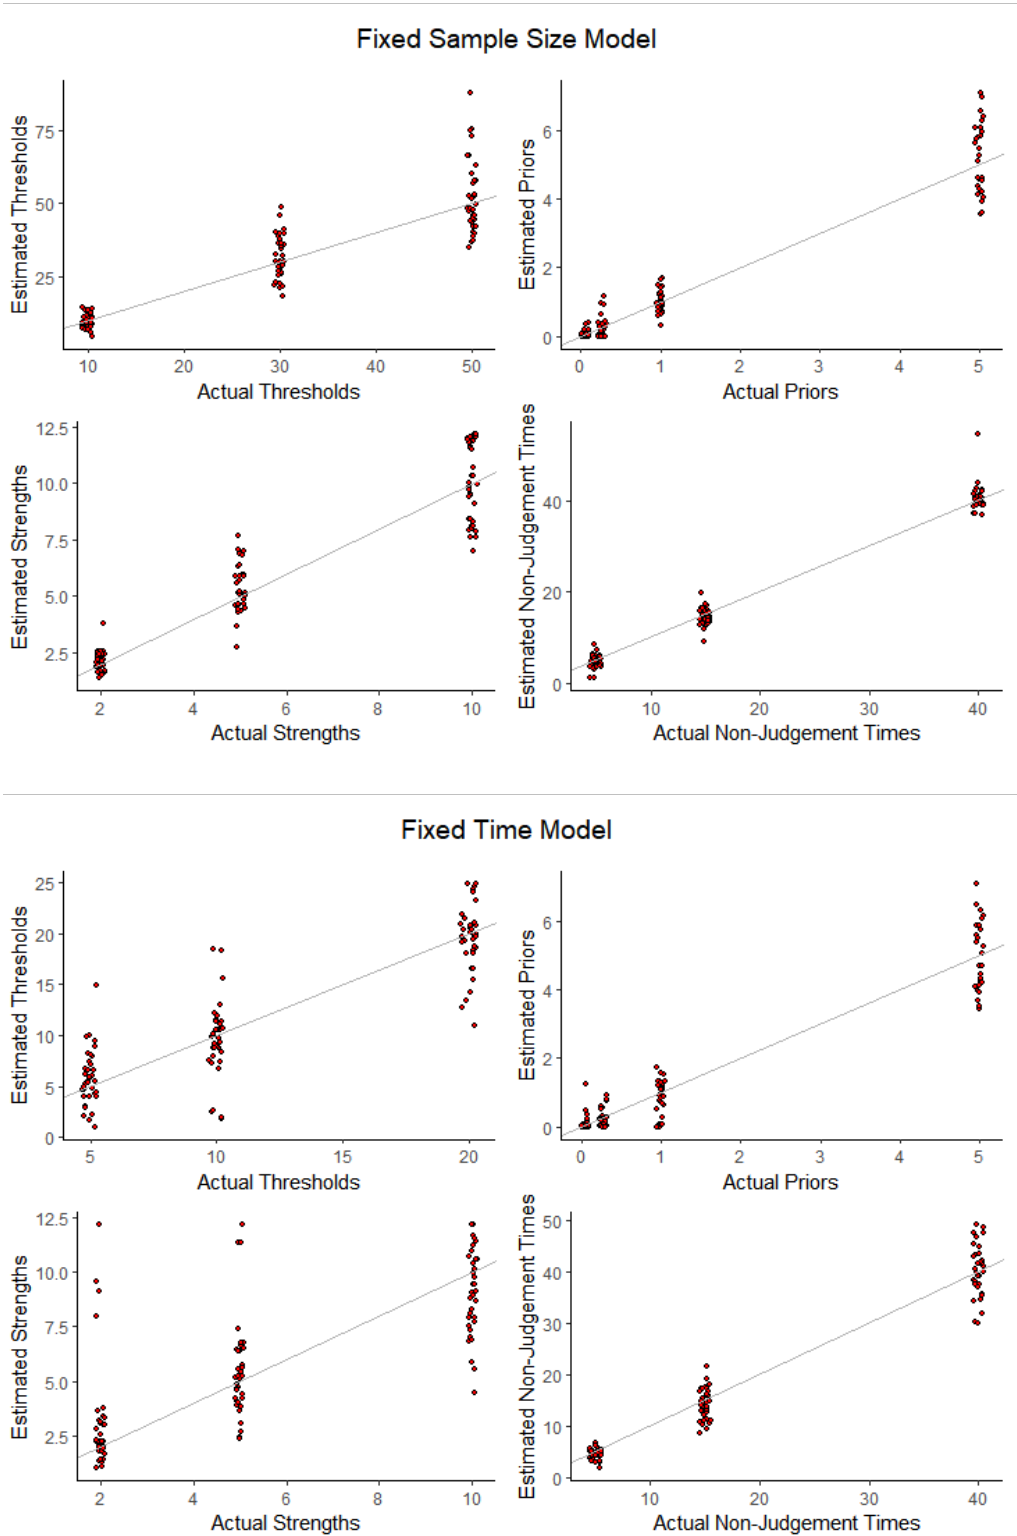 Fixed Sample Size Model
Estimated Thresholds
75
50
25
10 20 30 40 50
Actual Thresholds
Estimated Priors
6
4
2
0
0 1 2 3 4 5
Actual Priors
Estimated Strengths
12.5
10.0
7.5
5.0
2.5
2 4 6 8 10
Actual Strengths
Estimated Non-Judgement Times
40
20
0
10 20 30 40
Actual Non-Judgement Times
Fixed Time Model
Estimated Thresholds
25
20
15
10
5
0
5 10 15 20
Actual Thresholds
Estimated Priors
6
4
2
0
0 1 2 3 4 5
Actual Priors
Estimated Strengths
12.5
10.0
7.5
5.0
2.5
2 4 6 8 10
Actual Strengths
Estimated Non-Judgement Times
50
40
30
20
10
0
10 20 30 40
Actual Non-Judgement Times